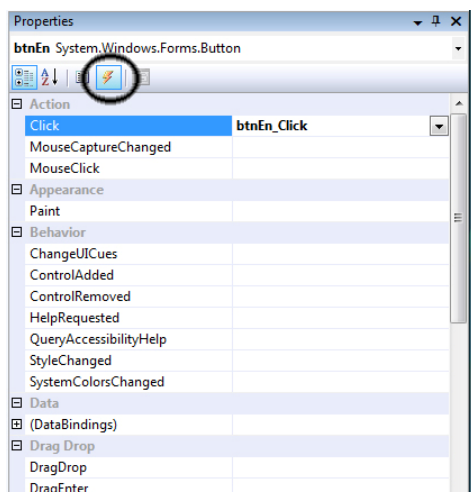 Properties
btnEn System.Windows.Forms.Button
Action
Click btnEn_Click
MouseCaptureChanged
MouseClick
Appearance
Paint
Behavior
ChangeUICues
ControlAdded
ControlRemoved
HelpRequested
QueryAccessibilityHelp
StyleChanged
SystemColorsChanged
Data
(DataBindings)
Drag Drop
DragDrop
DragEnter